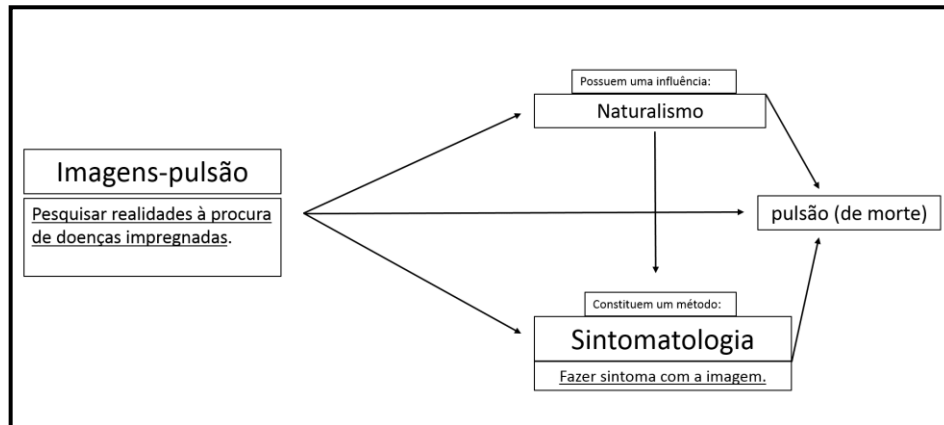 Imagens-pulsão
Pesquisar realidades à procura
de doenças impregnadas.
Possuem uma influência:
Naturalismo
pulsão (de morte)
Constituem um método:
Sintomatologia
Fazer sintoma com a imagem.